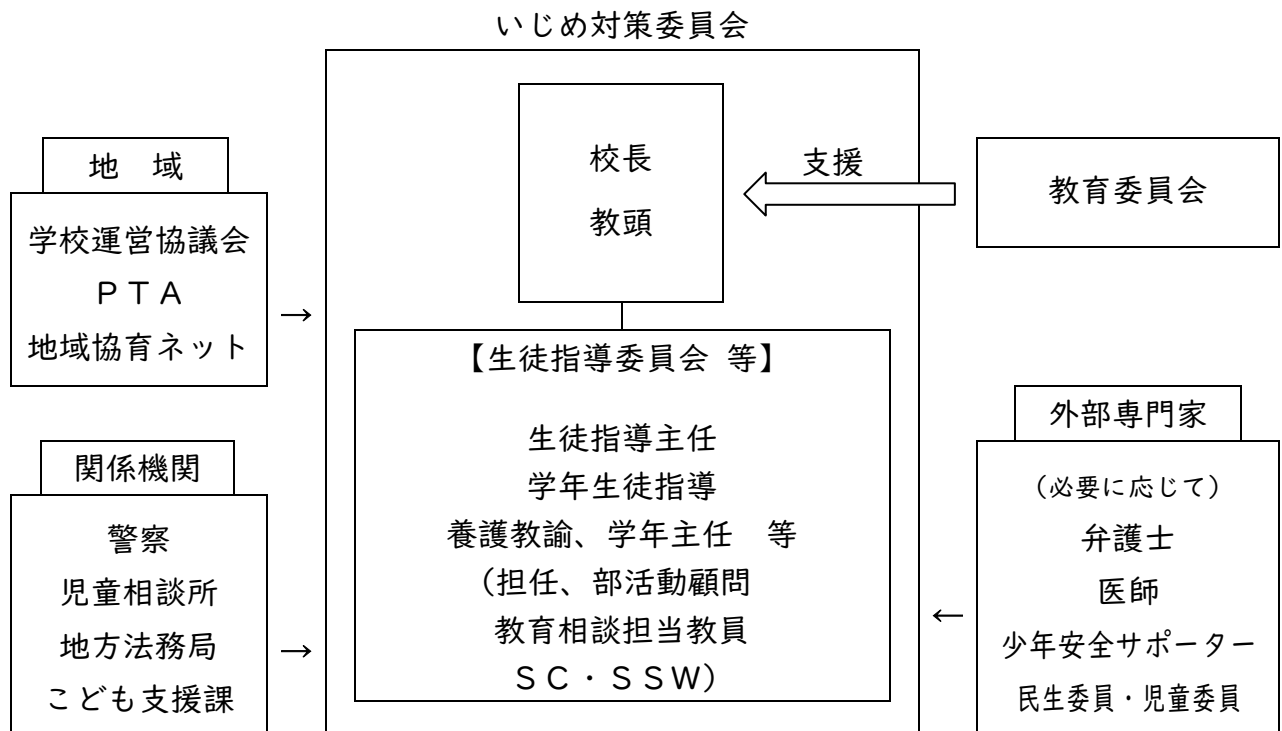 いじめ対策委員会
校長
教頭
支援
教育委員会
地　域
学校運営協議会
ＰＴＡ
地域協育ネット
→
関係機関
警察
児童相談所
地方法務局
こども支援課
→
【生徒指導委員会 等】
生徒指導主任
学年生徒指導
養護教諭、学年主任　等
（担任、部活動顧問
教育相談担当教員
ＳＣ・ＳＳＷ）
外部専門家
（必要に応じて）
弁護士
医師
少年安全サポーター
民生委員・児童委員
←